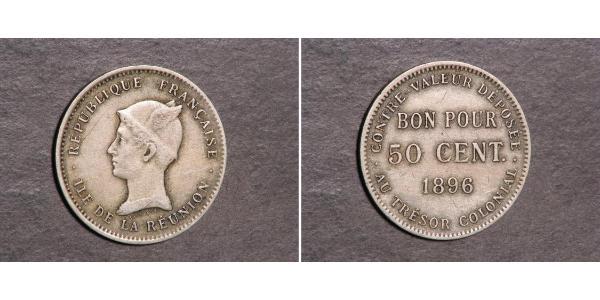 RÉPUBLIQUE FRANÇAISE
· ILE DE LA RÉUNION ·
CONTRE VALEUR DÉPOSÉE
BON POUR
50 CENT.
1896
· AU TRÉSOR COLONIAL ·